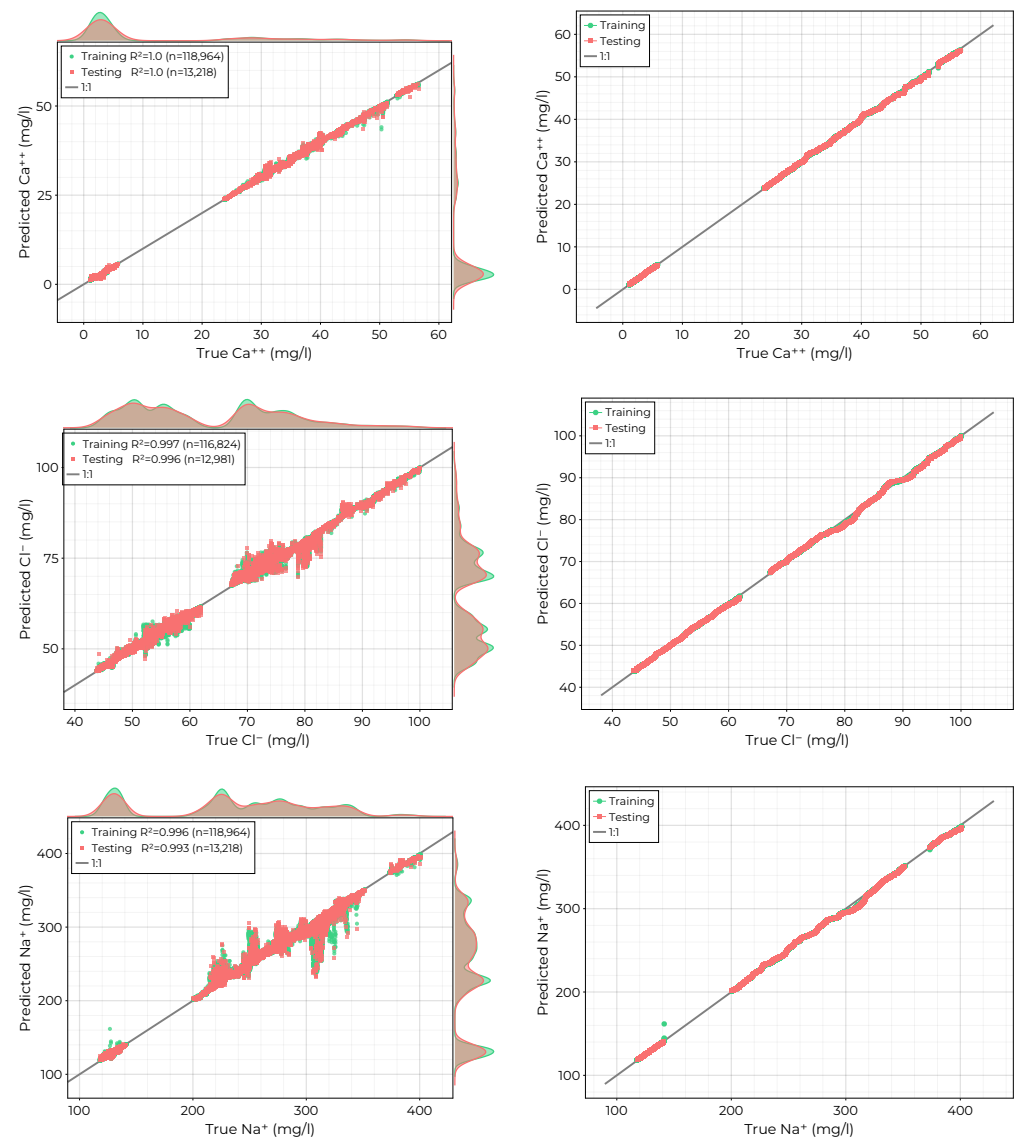 Training R²=1.0 (n=118,964)
Testing R²=1.0 (n=13,218)
1:1
50
25
0
Predicted Ca⁺⁺ (mg/l)
0 10 20 30 40 50 60
True Ca⁺⁺ (mg/l)
Training
Testing
1:1
60
50
40
30
20
10
0
Predicted Ca⁺⁺ (mg/l)
0 10 20 30 40 50 60
True Ca⁺⁺ (mg/l)
Training R²=0.997 (n=116,824)
Testing R²=0.996 (n=12,981)
1:1
100
75
50
Predicted Cl⁻ (mg/l)
40 50 60 70 80 90 100
True Cl⁻ (mg/l)
Training
Testing
1:1
100
90
80
70
60
50
40
Predicted Cl⁻ (mg/l)
40 50 60 70 80 90 100
True Cl⁻ (mg/l)
Training R²=0.996 (n=118,964)
Testing R²=0.993 (n=13,218)
1:1
400
300
200
100
Predicted Na⁺ (mg/l)
100 200 300 400
True Na⁺ (mg/l)
Training
Testing
1:1
400
300
200
100
Predicted Na⁺ (mg/l)
100 200 300 400
True Na⁺ (mg/l)